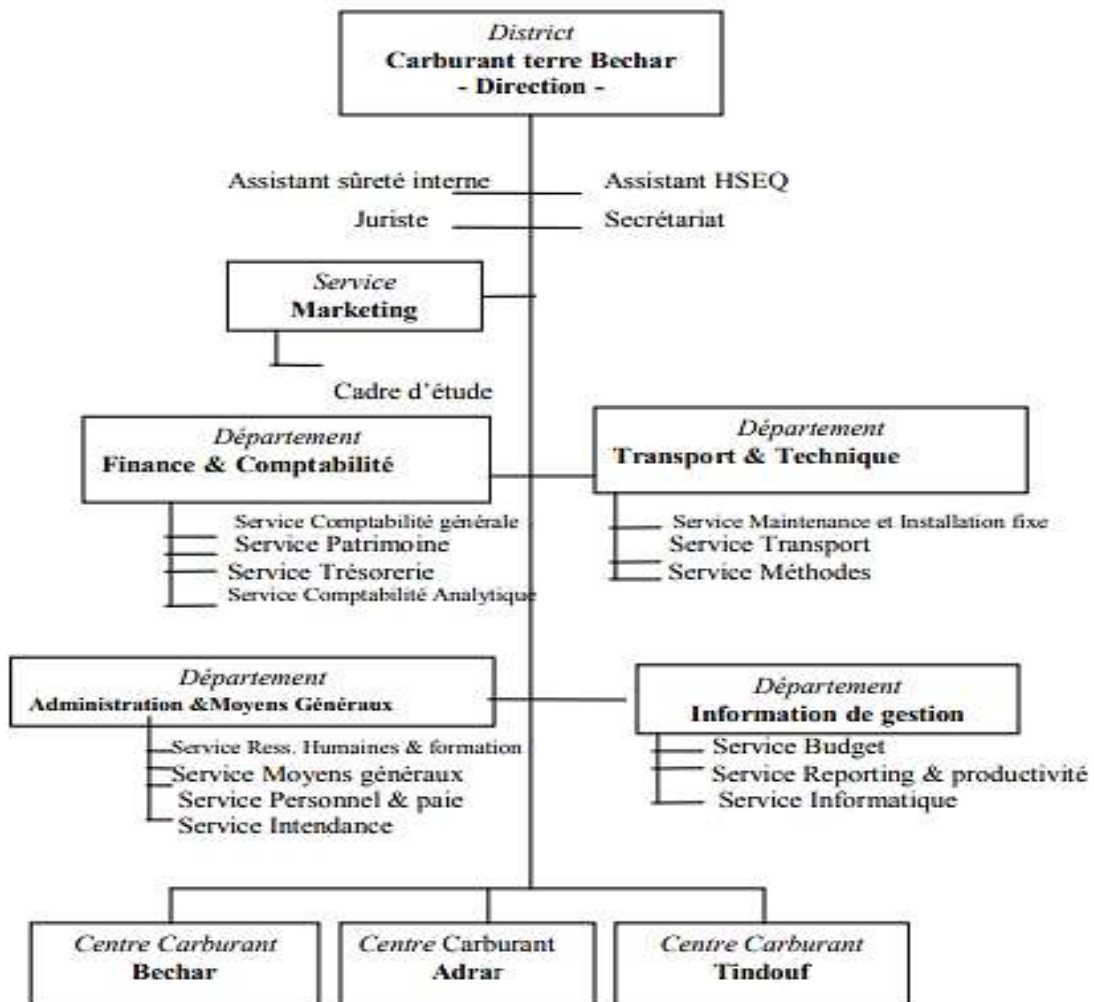 District
Carburant terre Bechar
- Direction -
Assistant sûreté interne
Assistant HSEQ
Juriste
Secrétariat
Service
Marketing
Cadre d'étude
Département
Finance & Comptabilité
Service Comptabilité générale
Service Patrimoine
Service Trésorerie
Service Comptabilité Analytique
Département
Transport & Technique
Service Maintenance et Installation fixe
Service Transport
Service Méthodes
Département
Administration &Moyens Généraux
Service Ress. Humaines & formation
Service Moyens généraux
Service Personnel & paie
Service Intendance
Département
Information de gestion
Service Budget
Service Reporting & productivité
Service Informatique
Centre Carburant
Bechar
Centre Carburant
Adrar
Centre Carburant
Tindouf